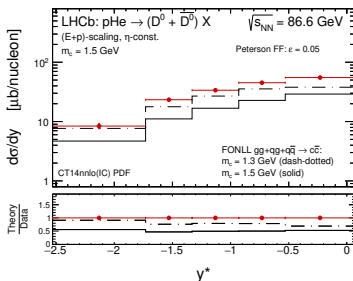 LHCb: pHe → (D⁰ + D̅⁰) X
√s_NN = 86.6 GeV
(E+p)-scaling, η-const.
m_c = 1.5 GeV
Peterson FF: ε = 0.05
dσ/dy [μb/nucleon]
10²
10
1
CT14nnlo(IC) PDF
FONLL gg+qg+qq̅ → cc̅:
m_c = 1.3 GeV (dash-dotted)
m_c = 1.5 GeV (solid)
Theory
Data
1.5
1
0.5
0
−2.5 −2 −1.5 −1 −0.5 0
y*